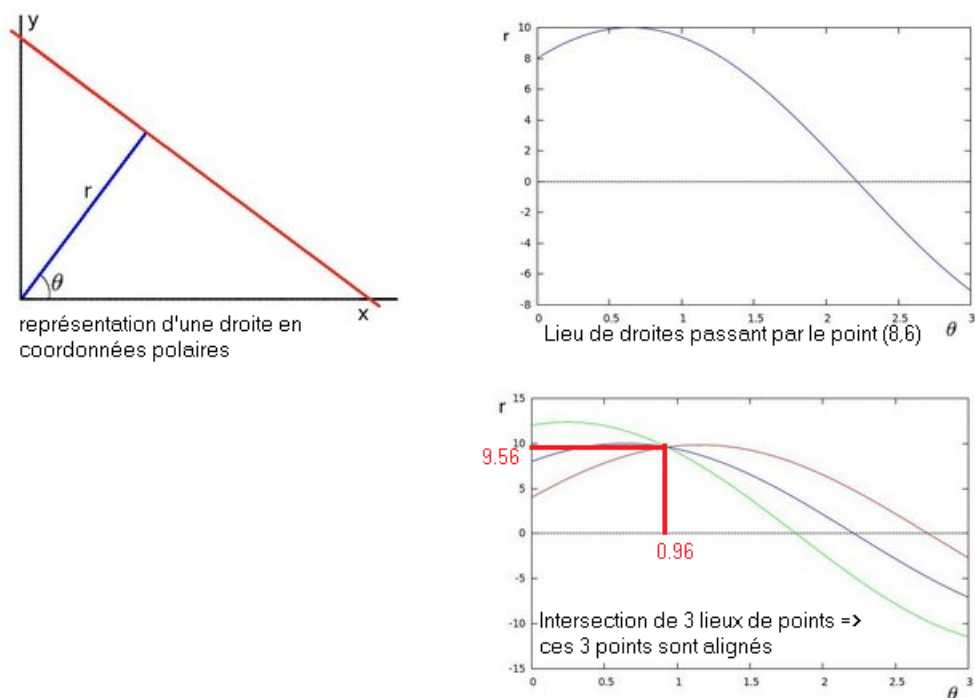 y
r
θ
x
représentation d'une droite en
coordonnées polaires
r
10
8
6
4
2
0
-2
-4
-6
-8
0
0.5
1
1.5
2
2.5
3
θ
Lieu de droites passant par le point (8,6)
r
15
10
9.56
5
0
-5
-10
-15
0.96
Intersection de 3 lieux de points =>
ces 3 points sont alignés
0
0.5
1
1.5
2
2.5
3
θ